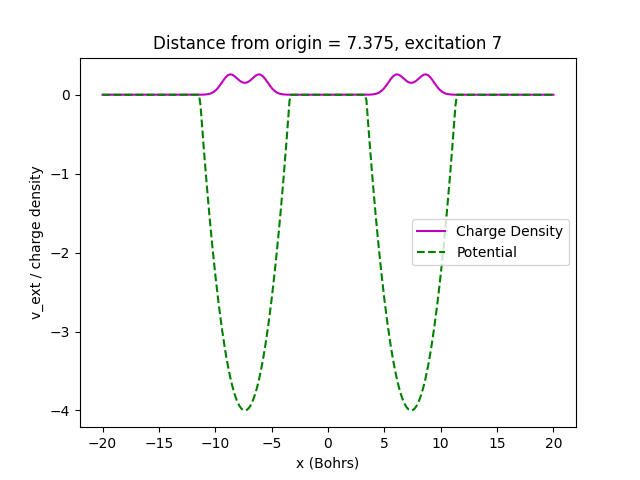 Distance from origin = 7.375, excitation 7
v_ext / charge density
0
−1
−2
−3
−4
Charge Density
Potential
−20 −15 −10 −5 0 5 10 15 20
x (Bohrs)